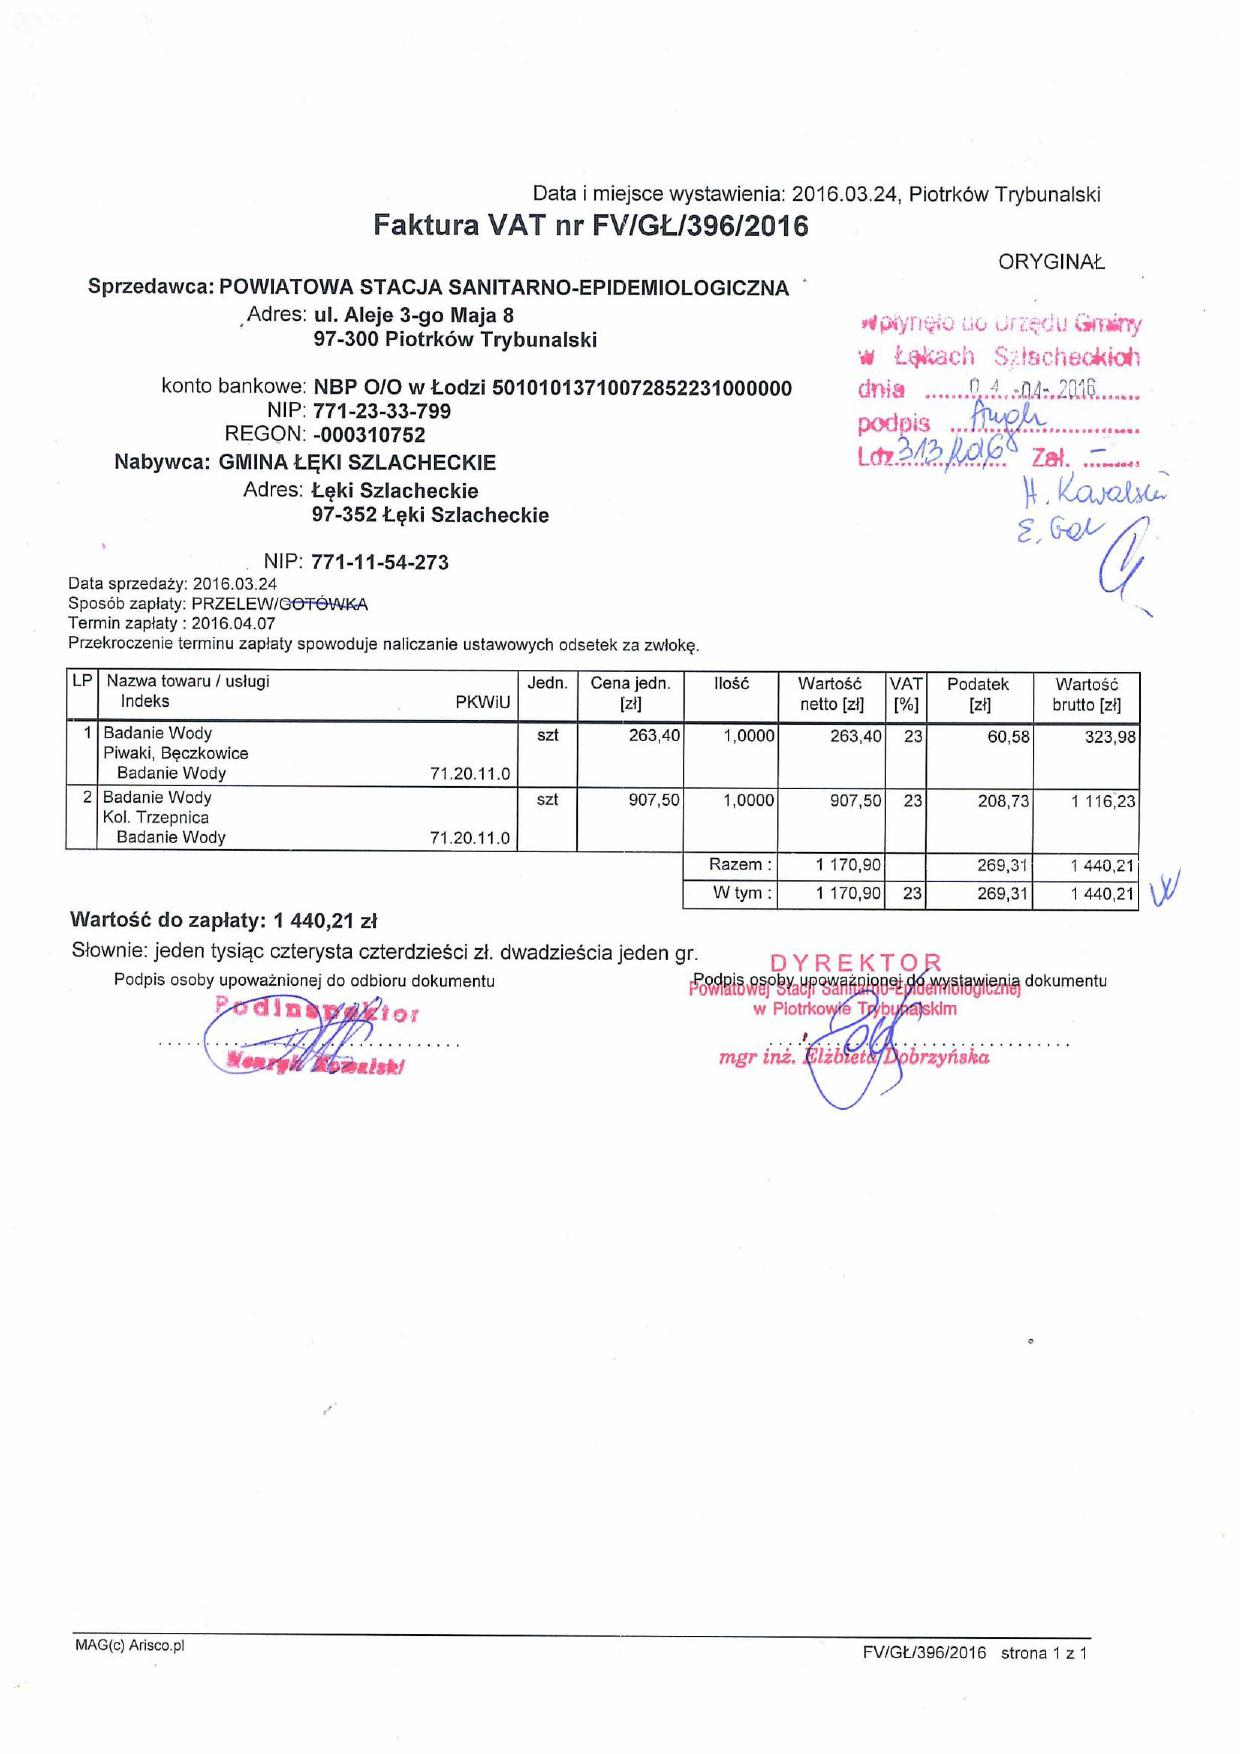 Data i miejsce wystawienia: 2016.03.24, Piotrków Trybunalski
Faktura VAT nr FV/GŁ/396/2016
ORYGINAŁ
Sprzedawca: POWIATOWA STACJA SANITARNO-EPIDEMIOLOGICZNA
Adres: ul. Aleje 3-go Maja 8
97-300 Piotrków Trybunalski
Wpłynęło do Urzędu Gminy
w Łękach Szlacheckich
dnia 04.-04-.2016
podpis
Ldz. Zał. –
konto bankowe: NBP O/O w Łodzi 50101013710072852231000000
NIP: 771-23-33-799
REGON: -000310752
Nabywca: GMINA ŁĘKI SZLACHECKIE
Adres: Łęki Szlacheckie
97-352 Łęki Szlacheckie
H. Kowalski
E. Gal
NIP: 771-11-54-273
Data sprzedaży: 2016.03.24
Sposób zapłaty: PRZELEW/GOTÓWKA
Termin zapłaty : 2016.04.07
Przekroczenie terminu zapłaty spowoduje naliczanie ustawowych odsetek za zwłokę.
LP Nazwa towaru / usługi Jedn. Cena jedn. Ilość Wartość VAT Podatek Wartość
Indeks PKWiU [zł] netto [zł] [%] [zł] brutto [zł]
1 Badanie Wody szt 263,40 1,0000 263,40 23 60,58 323,98
Piwaki, Bęczkowice
Badanie Wody 71.20.11.0
2 Badanie Wody szt 907,50 1,0000 907,50 23 208,73 1 116,23
Kol. Trzepnica
Badanie Wody 71.20.11.0
Razem : 1 170,90 269,31 1 440,21
W tym : 1 170,90 23 269,31 1 440,21
Wartość do zapłaty: 1 440,21 zł
Słownie: jeden tysiąc czterysta czterdzieści zł. dwadzieścia jeden gr.
Podpis osoby upoważnionej do odbioru dokumentu
Podinspektor
Henryk Kowalski
DYREKTOR
Podpis osoby upoważnionej do wystawienia dokumentu
Powiatowej Stacji Sanitarno-Epidemiologicznej
w Piotrkowie Trybunalskim
mgr inż. Elżbieta Dobrzyńska
MAG(c) Arisco.pl
FV/GŁ/396/2016 strona 1 z 1